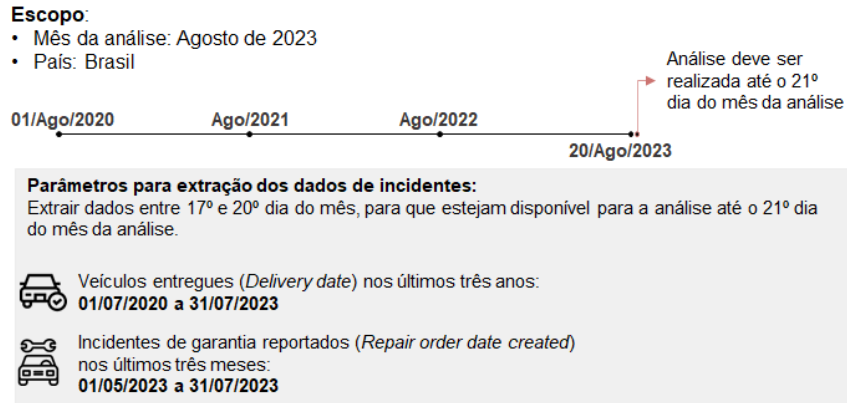 Escopo:
• Mês da análise: Agosto de 2023
• País: Brasil
Análise deve ser
realizada até o 21º
dia do mês da análise
01/Ago/2020 Ago/2021 Ago/2022
20/Ago/2023
Parâmetros para extração dos dados de incidentes:
Extrair dados entre 17º e 20º dia do mês, para que estejam disponível para a análise até o 21º dia
do mês da análise.
Veículos entregues (Delivery date) nos últimos três anos:
01/07/2020 a 31/07/2023
Incidentes de garantia reportados (Repair order date created)
nos últimos três meses:
01/05/2023 a 31/07/2023